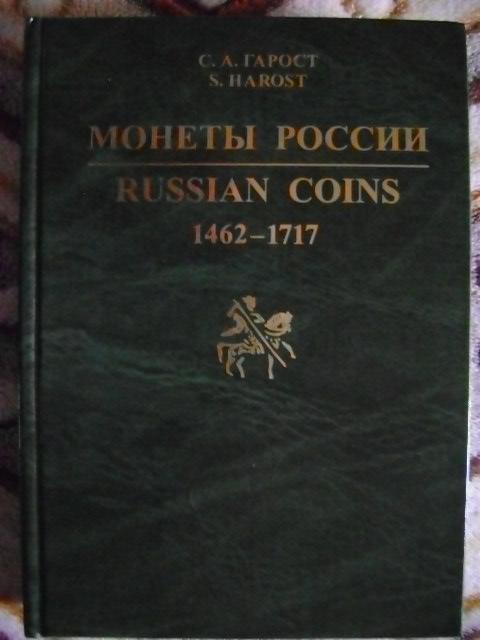 С. А. ГАРОСТ
S. HAROST
МОНЕТЫ РОССИИ
RUSSIAN COINS
1462–1717